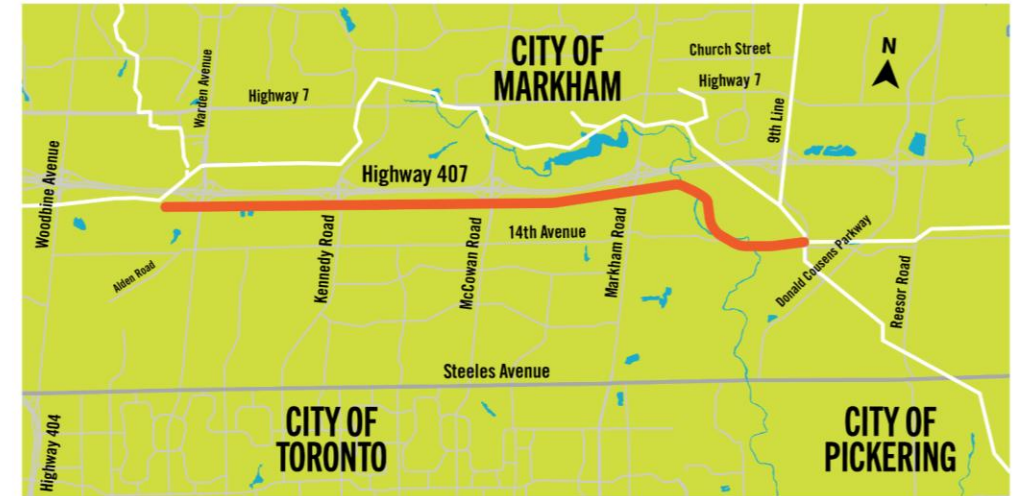 CITY OF
MARKHAM
Church Street
Highway 7
N
Warden Avenue
Highway 7
9th Line
Woodbine Avenue
Highway 407
Kennedy Road
McCowan Road
14th Avenue
Markham Road
Donald Cousens Parkway
Alden Road
Reesor Road
Steeles Avenue
Highway 404
CITY OF
TORONTO
CITY OF
PICKERING